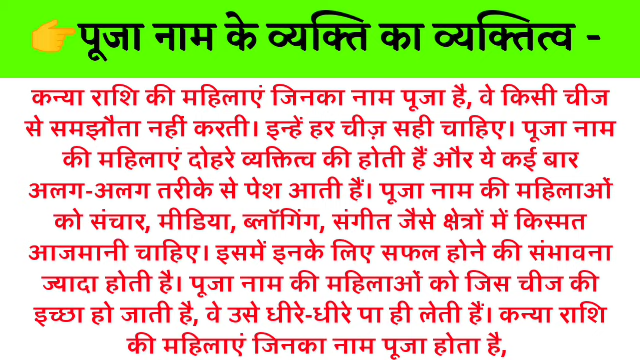 👉पूजा नाम के व्यक्ति का व्यक्तित्व -
कन्या राशि की महिलाएं जिनका नाम पूजा है, वे किसी चीज
से समझौता नहीं करती। इन्हें हर चीज़ सही चाहिए। पूजा नाम
की महिलाएं दोहरे व्यक्तित्व की होती हैं और ये कई बार
अलग-अलग तरीके से पेश आती हैं। पूजा नाम की महिलाओं
को संचार, मीडिया, ब्लॉगिंग, संगीत जैसे क्षेत्रों में किस्मत
आजमानी चाहिए। इसमें इनके लिए सफल होने की संभावना
ज्यादा होती है। पूजा नाम की महिलाओं को जिस चीज की
इच्छा हो जाती है, वे उसे धीरे-धीरे पा ही लेती हैं। कन्या राशि
की महिलाएं जिनका नाम पूजा होता है,